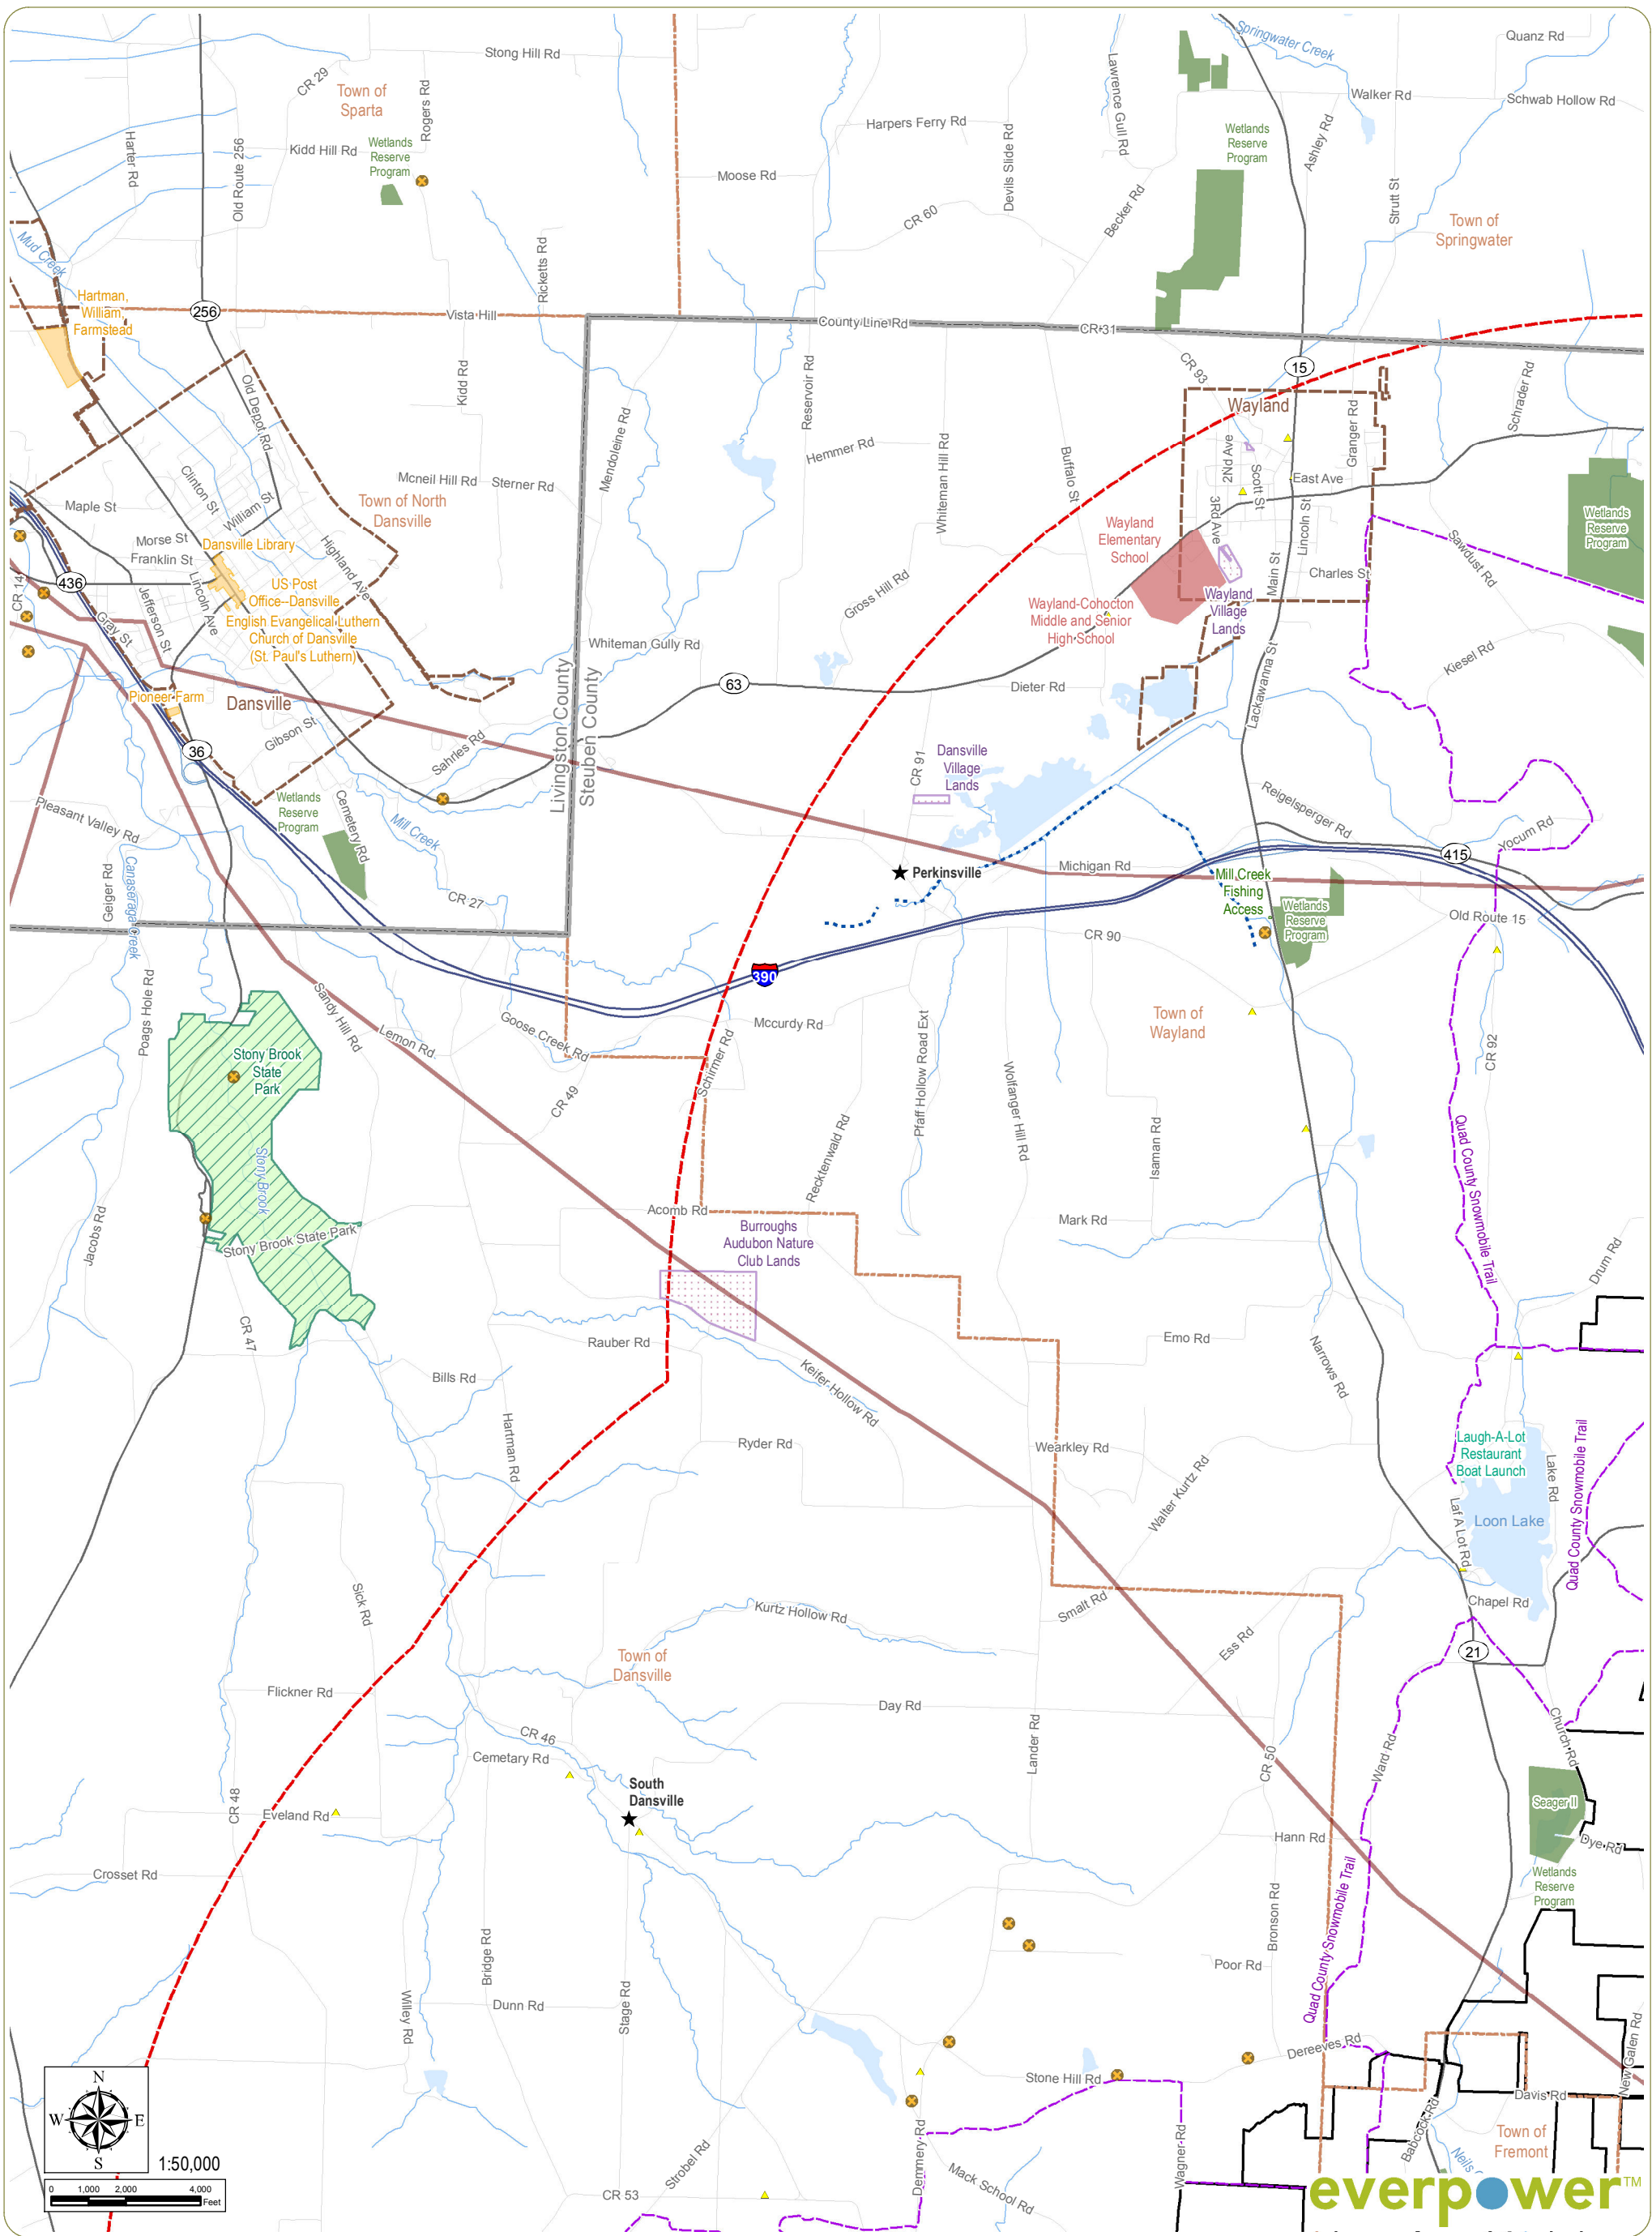 Springwater Creek
Quanz Rd
Stong Hill Rd
CR 29
Town of
Sparta
Rogers Rd
Lawrence Gull Rd
Walker Rd
Schwab Hollow Rd
Harter Rd
Old Route 256
Kidd Hill Rd
Wetlands
Reserve
Program
Harpers Ferry Rd
Devils Slide Rd
Wetlands
Reserve
Program
Ashley Rd
Moose Rd
Strutt St
CR 60
Becker Rd
Town of
Springwater
Mud Creek
Ricketts Rd
Hartman,
William,
Farmstead
256
Vista Hill
County Line Rd
CR 31
Kidd Rd
Reservoir Rd
CR 93
15
Schrader Rd
Old Depot Rd
Mendoleine Rd
Wayland
Granger Rd
Hemmer Rd
Whiteman Hill Rd
Buffalo St
2Nd Ave
Scott St
East Ave
Clinton St
William St
Mcneil Hill Rd
Sterner Rd
Maple St
Town of North
Dansville
3Rd Ave
Lincoln St
Wetlands
Reserve
Program
Morse St
Franklin St
Dansville Library
Highland Ave
Wayland
Elementary
School
Sawdust Rd
436
CR 14
Lincoln Ave
US Post
Office--Dansville
Main St
Charles St
Jefferson St
Gray St
English Evangelical Luthern
Church of Dansville
(St. Paul's Luthern)
Gross Hill Rd
Wayland-Cohocton
Middle and Senior
High School
Wayland
Village
Lands
Whiteman Gully Rd
Kiesel Rd
Pioneer Farm
Dansville
63
Dieter Rd
Lackawanna St
Livingston County
Steuben County
36
Gibson St
Sahrles Rd
CR 91
Dansville
Village
Lands
Wetlands
Reserve
Program
Cemetery Rd
Mill Creek
Pleasant Valley Rd
Reigelsperger Rd
Yocum Rd
415
Geiger Rd
Canaseraga Creek
Perkinsville
Michigan Rd
Mill Creek
Fishing
Access
Wetlands
Reserve
Program
CR 27
CR 90
Old Route 15
390
Poags Hole Rd
Sandy Hill Rd
Lemon Rd
Goose Creek Rd
Mccurdy Rd
Town of
Wayland
Stony Brook
State
Park
Schirmer Rd
Pfaff Hollow Road Ext
CR 92
CR 49
Wolfanger Hill Rd
Recktenwald Rd
Isaman Rd
Quad County Snowmobile Trail
Stony Brook
Jacobs Rd
Acomb Rd
Mark Rd
Burroughs
Audubon Nature
Club Lands
Stony Brook State Park
Drum Rd
CR 47
Rauber Rd
Emo Rd
Narrows Rd
Bills Rd
Keifer Hollow Rd
Hartman Rd
Ryder Rd
Wearkley Rd
Laugh-A-Lot
Restaurant
Boat Launch
Lake Rd
Quad County Snowmobile Trail
Walter Kurtz Rd
Laf A Lot Rd
Loon Lake
Sick Rd
Kurtz Hollow Rd
Smalt Rd
Chapel Rd
Ess Rd
21
Town of
Dansville
Flickner Rd
Day Rd
CR 46
Lander Rd
Church Rd
Cemetary Rd
CR 50
Ward Rd
South
Dansville
CR 48
Eveland Rd
Seager II
Hann Rd
Dye Rd
Crosset Rd
Wetlands
Reserve
Program
Quad County Snowmobile Trail
Bridge Rd
Bronson Rd
Poor Rd
Willey Rd
Dunn Rd
Stage Rd
Dereeves Rd
New Galen Rd
Stone Hill Rd
Davis Rd
N
W E
S
1:50,000
Babcock Rd
Town of
Fremont
Demmery Rd
Wagner Rd
Strobel Rd
Mack School Rd
Neils
0 1,000 2,000 4,000
Feet
CR 53
everpower™